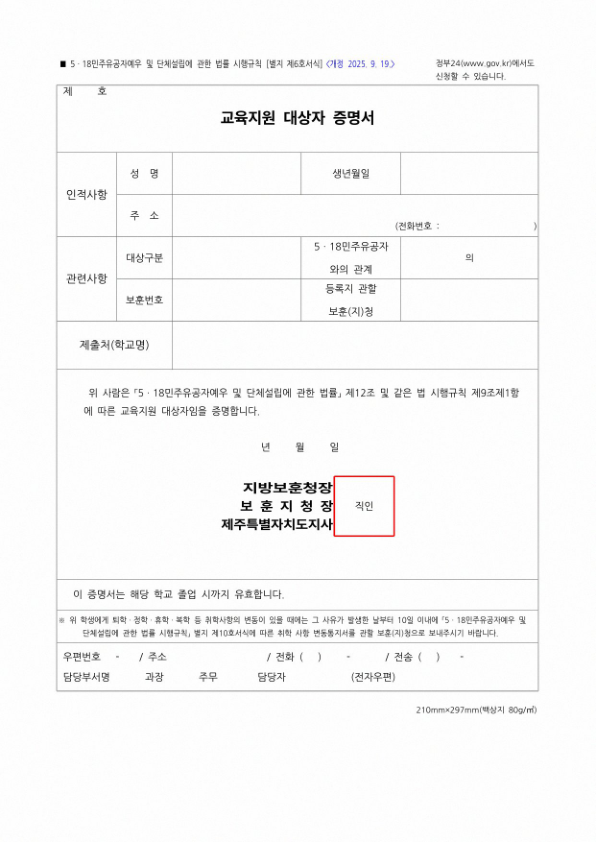 ■ 5ㆍ18민주유공자예우 및 단체설립에 관한 법률 시행규칙 [별지 제6호서식] <개정 2025. 9. 19.>
정부24(www.gov.kr)에서도
신청할 수 있습니다.
제 호
교육지원 대상자 증명서
인적사항
성 명
생년월일
주 소
(전화번호 : )
관련사항
대상구분
5ㆍ18민주유공자
와의 관계
의
보훈번호
등록지 관할
보훈(지)청
제출처(학교명)
위 사람은 「5ㆍ18민주유공자예우 및 단체설립에 관한 법률」 제12조 및 같은 법 시행규칙 제9조제1항
에 따른 교육지원 대상자임을 증명합니다.
년 월 일
지방보훈청장
보 훈 지 청 장
제주특별자치도지사
직인
이 증명서는 해당 학교 졸업 시까지 유효합니다.
※ 위 학생에게 퇴학ㆍ정학ㆍ휴학ㆍ복학 등 취학사항의 변동이 있을 때에는 그 사유가 발생한 날부터 10일 이내에 「5ㆍ18민주유공자예우 및
단체설립에 관한 법률 시행규칙」 별지 제10호서식에 따른 취학 사항 변동통지서를 관할 보훈(지)청으로 보내주시기 바랍니다.
우편번호 - / 주소 / 전화 ( ) - / 전송 ( ) -
담당부서명 과장 주무 담당자 (전자우편)
210mm×297mm(백상지 80g/㎡)